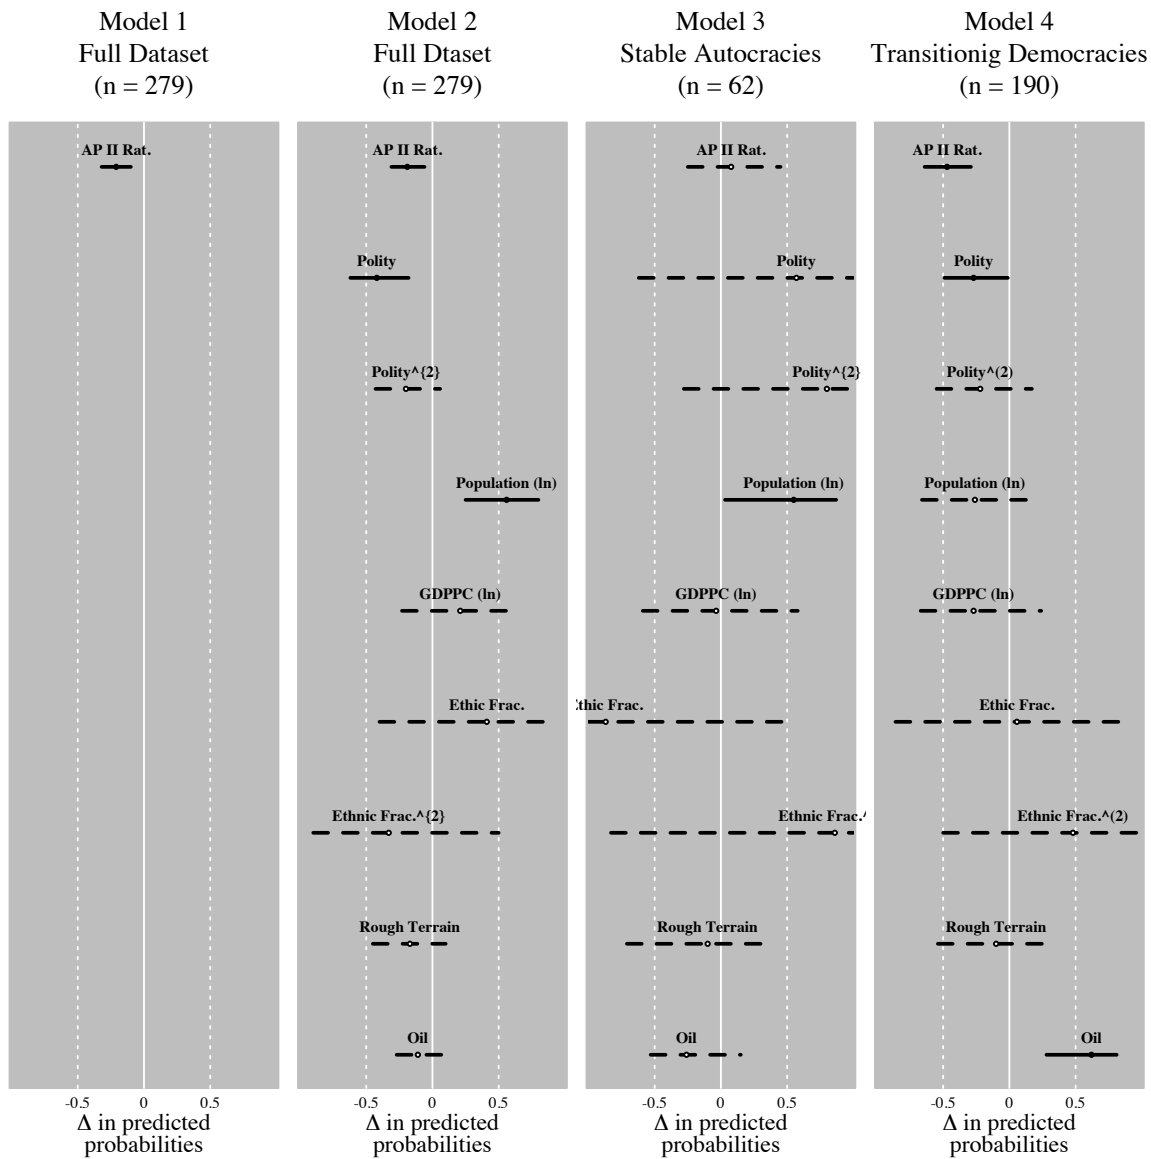 Model 1
Full Dataset
(n = 279)
AP II Rat.
-0.5 0 0.5
Δ in predicted
probabilities
Model 2
Full Dtaset
(n = 279)
AP II Rat.
Polity
Polity^{2}
Population (ln)
GDPPC (ln)
Ethic Frac.
Ethnic Frac.^{2}
Rough Terrain
Oil
-0.5 0 0.5
Δ in predicted
probabilities
Model 3
Stable Autocracies
(n = 62)
AP II Rat.
Polity
Polity^{2}
Population (ln)
GDPPC (ln)
thic Frac.
Ethnic Frac.^
Rough Terrain
Oil
-0.5 0 0.5
Δ in predicted
probabilities
Model 4
Transitionig Democracies
(n = 190)
AP II Rat.
Polity
Polity^(2)
Population (ln)
GDPPC (ln)
Ethic Frac.
Ethnic Frac.^(2)
Rough Terrain
Oil
-0.5 0 0.5
Δ in predicted
probabilities